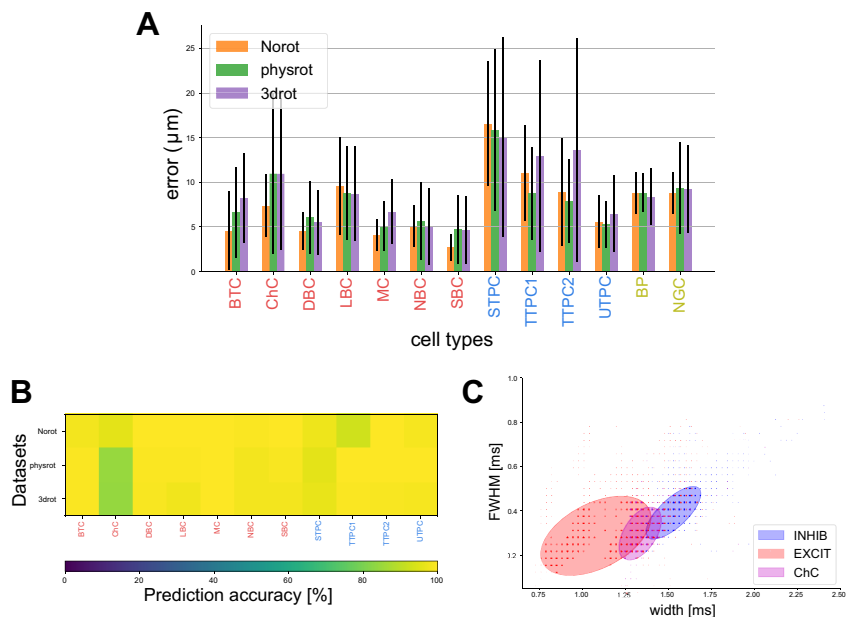 A
Norot
physrot
3drot
25
20
15
10
5
0
error (μm)
BTC
ChC
DBC
LBC
MC
NBC
SBC
STPC
TTPC1
TTPC2
UTPC
BP
NGC
cell types
B
Datasets
Norot
physrot
3drot
BTC
ChC
DBC
LBC
MC
NBC
SBC
STPC
TTPC1
TTPC2
UTPC
0 20 40 60 80 100
Prediction accuracy [%]
C
FWHM [ms]
1.0
0.8
0.6
0.4
1.2
INHIB
EXCIT
ChC
0.75 1.00 1.25 1.50 1.75 2.00 2.25 2.50
width [ms]